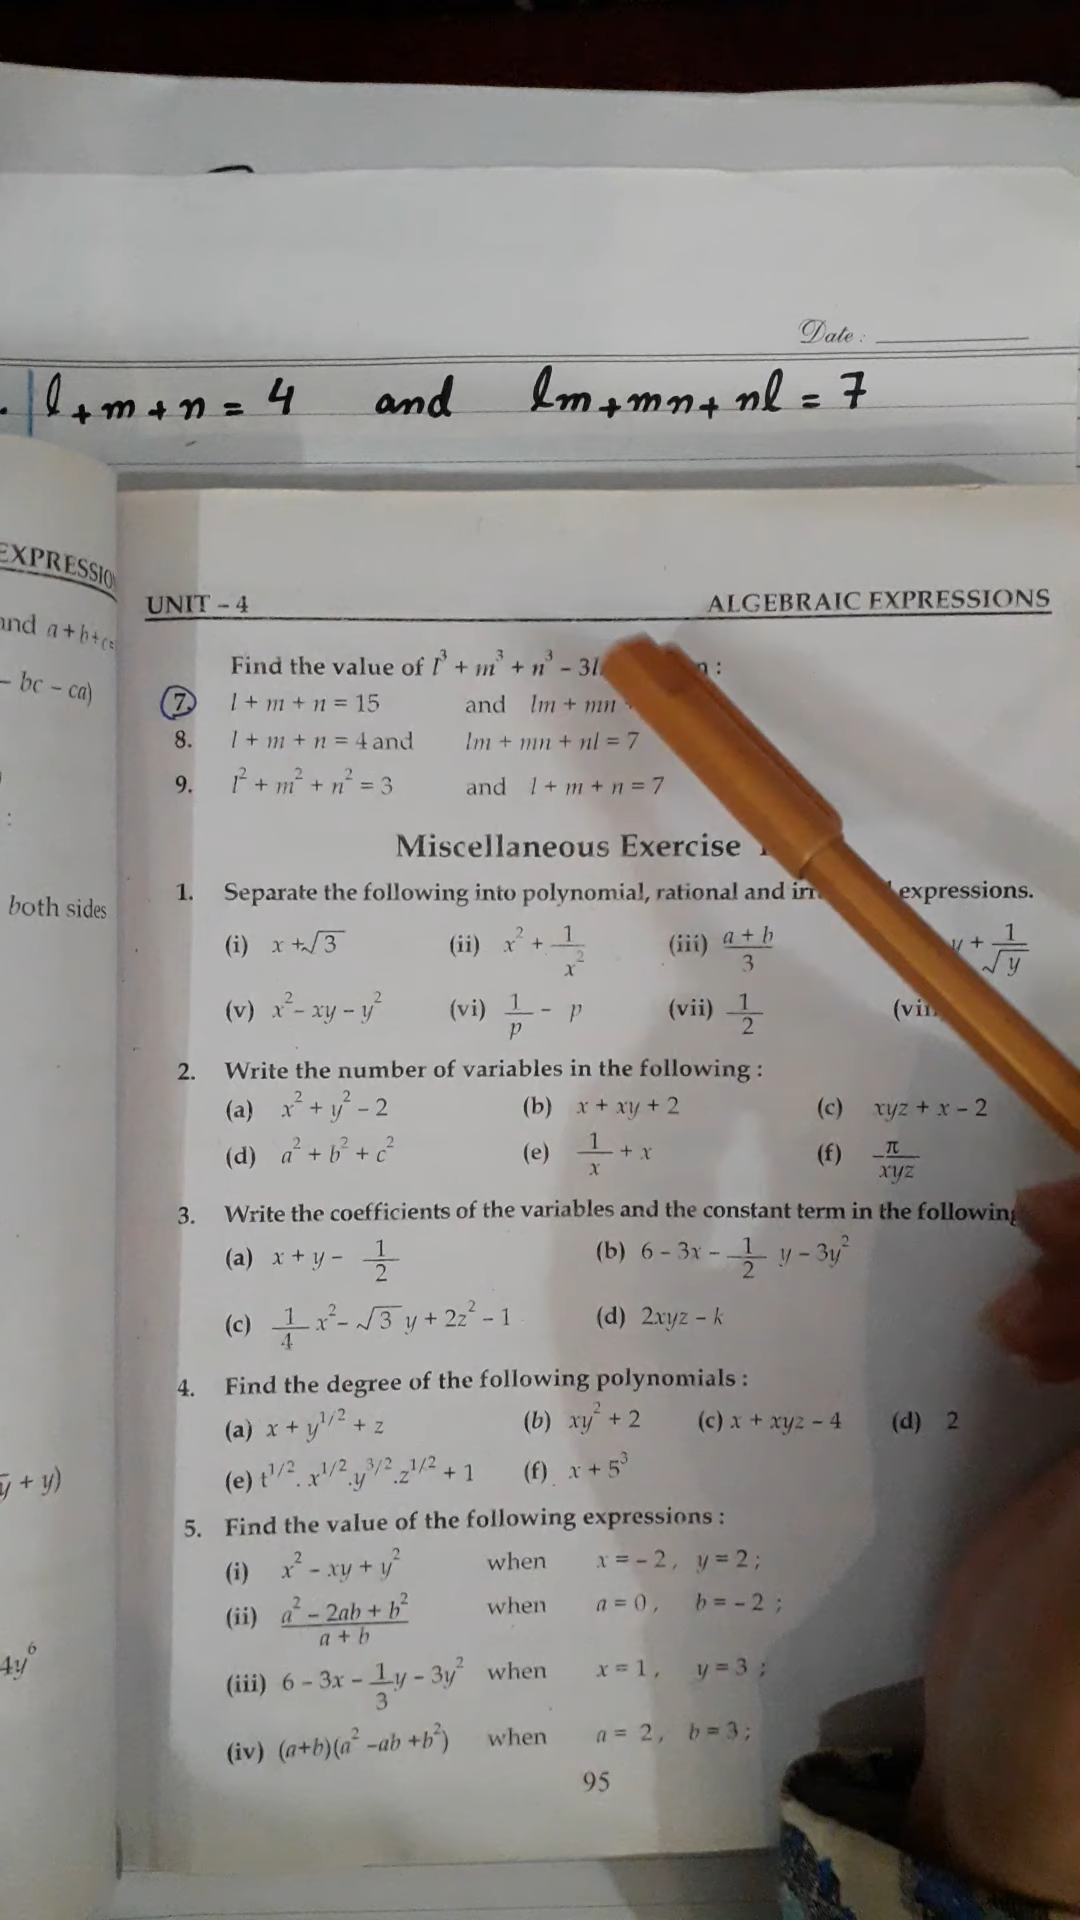 Date :
l + m + n = 4 and lm + mn + nl = 7
EXPRESSIO
and a + b + c =
– bc – ca)
both sides
y + y)
4y⁶
UNIT – 4 ALGEBRAIC EXPRESSIONS
Find the value of l³ + m³ + n³ – 3l :
7. l + m + n = 15 and lm + mn
8. l + m + n = 4 and lm + mn + nl = 7
9. l² + m² + n² = 3 and l + m + n = 7
Miscellaneous Exercise
1. Separate the following into polynomial, rational and expressions.
(i) x + √3 (ii) x² + 1/x² (iii) (a + b)/3 y + 1/√y
(v) x² – xy – y² (vi) 1/p – p (vii) 1/2
2. Write the number of variables in the following :
(a) x² + y² – 2 (b) x + xy + 2 (c) xyz + x – 2
(d) a² + b² + c² (e) 1/x + x (f) π/xyz
3. Write the coefficients of the variables and the constant term in the following
(a) x + y – 1/2 (b) 6 – 3x – 1/2 y – 3y²
(c) 1/4 x² – √3 y + 2z² – 1 (d) 2xyz – k
4. Find the degree of the following polynomials :
(a) x + y^1/2 + z (b) xy² + 2 (c) x + xyz – 4 (d) 2
(e) t^1/2 . x^1/2 . y^3/2 . z^1/2 + 1 (f) x + 5³
5. Find the value of the following expressions :
(i) x² – xy + y² when x = – 2, y = 2 ;
(ii) (a² – 2ab + b²)/(a + b) when a = 0, b = – 2 ;
(iii) 6 – 3x – 1/3 y – 3y² when x = 1, y = 3 ;
(iv) (a+b)(a² –ab +b²) when a = 2, b = 3 ;
95